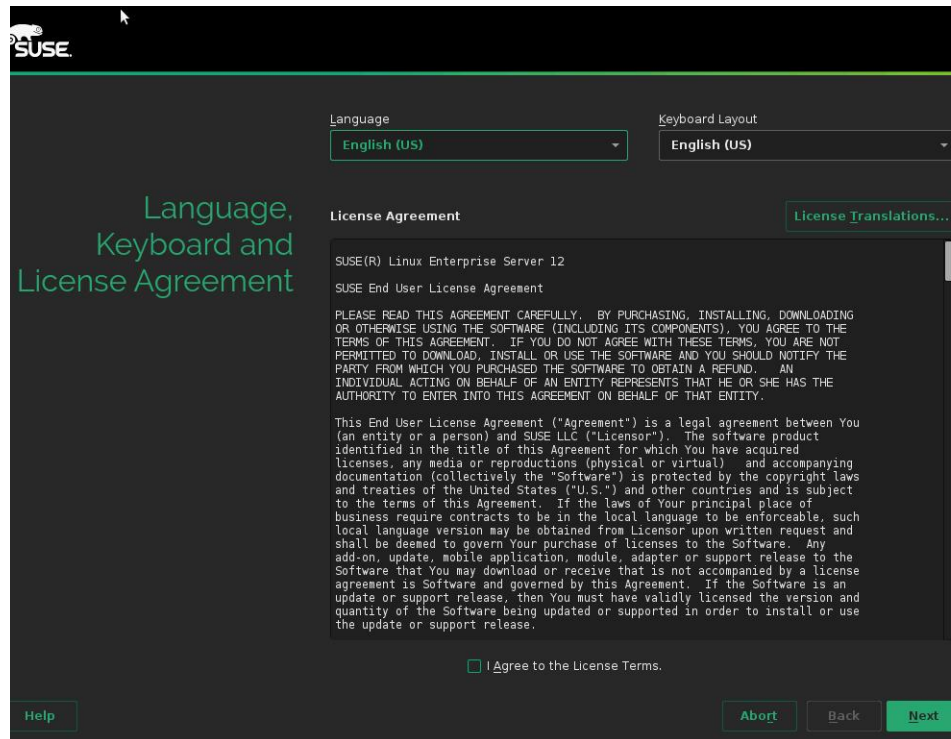 SUSE.
Language
Keyboard Layout
English (US)
English (US)
Language,
Keyboard and
License Agreement
License Agreement
License Translations...
SUSE(R) Linux Enterprise Server 12
SUSE End User License Agreement
PLEASE READ THIS AGREEMENT CAREFULLY.  BY PURCHASING, INSTALLING, DOWNLOADING
OR OTHERWISE USING THE SOFTWARE (INCLUDING ITS COMPONENTS), YOU AGREE TO THE
TERMS OF THIS AGREEMENT.  IF YOU DO NOT AGREE WITH THESE TERMS, YOU ARE NOT
PERMITTED TO DOWNLOAD, INSTALL OR USE THE SOFTWARE AND YOU SHOULD NOTIFY THE
PARTY FROM WHICH YOU PURCHASED THE SOFTWARE TO OBTAIN A REFUND.   AN
INDIVIDUAL ACTING ON BEHALF OF AN ENTITY REPRESENTS THAT HE OR SHE HAS THE
AUTHORITY TO ENTER INTO THIS AGREEMENT ON BEHALF OF THAT ENTITY.
This End User License Agreement ("Agreement") is a legal agreement between You
(an entity or a person) and SUSE LLC ("Licensor").  The software product
identified in the title of this Agreement for which You have acquired
licenses, any media or reproductions (physical or virtual)   and accompanying
documentation (collectively the "Software") is protected by the copyright laws
and treaties of the United States ("U.S.") and other countries and is subject
to the terms of this Agreement.  If the laws of Your principal place of
business require contracts to be in the local language to be enforceable, such
local language version may be obtained from Licensor upon written request and
shall be deemed to govern Your purchase of licenses to the Software.  Any
add-on, update, mobile application, module, adapter or support release to the
Software that You may download or receive that is not accompanied by a license
agreement is Software and governed by this Agreement.  If the Software is an
update or support release, then You must have validly licensed the version and
quantity of the Software being updated or supported in order to install or use
the update or support release.
I Agree to the License Terms.
Help
Abort
Back
Next